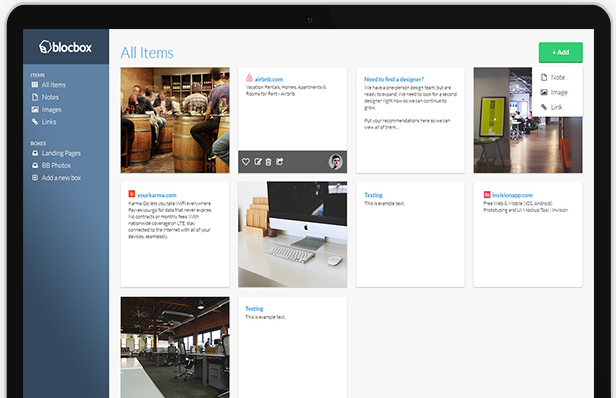 blocbox
ITEMS
All Items
Notes
Images
Links
BOXES
Landing Pages
BB Photos
Add a new box
All Items
+ Add
Note
Image
Link
airbnb.com
Vacation Rentals, Homes, Apartments &
Rooms for Rent - Airbnb
Need to find a designer?
We have a one-person design team, but are
ready to expand. We need to look for a second
designer right now so we can continue to
grow.
Put your recommendations here so we can
view all of them...
yourkarma.com
Karma Go lets you take WiFi everywhere
Pay-as-you-go for data that never expires.
No contracts or monthly fees. With
nationwide coverage on LTE, stay
connected to the internet with all of your
devices, seamlessly.
Testing
This is example text.
in
invisionapp.com
Free Web & Mobile (iOS, Android)
Prototyping and UI Mockup Tool | InVision
Testing
This is example text.